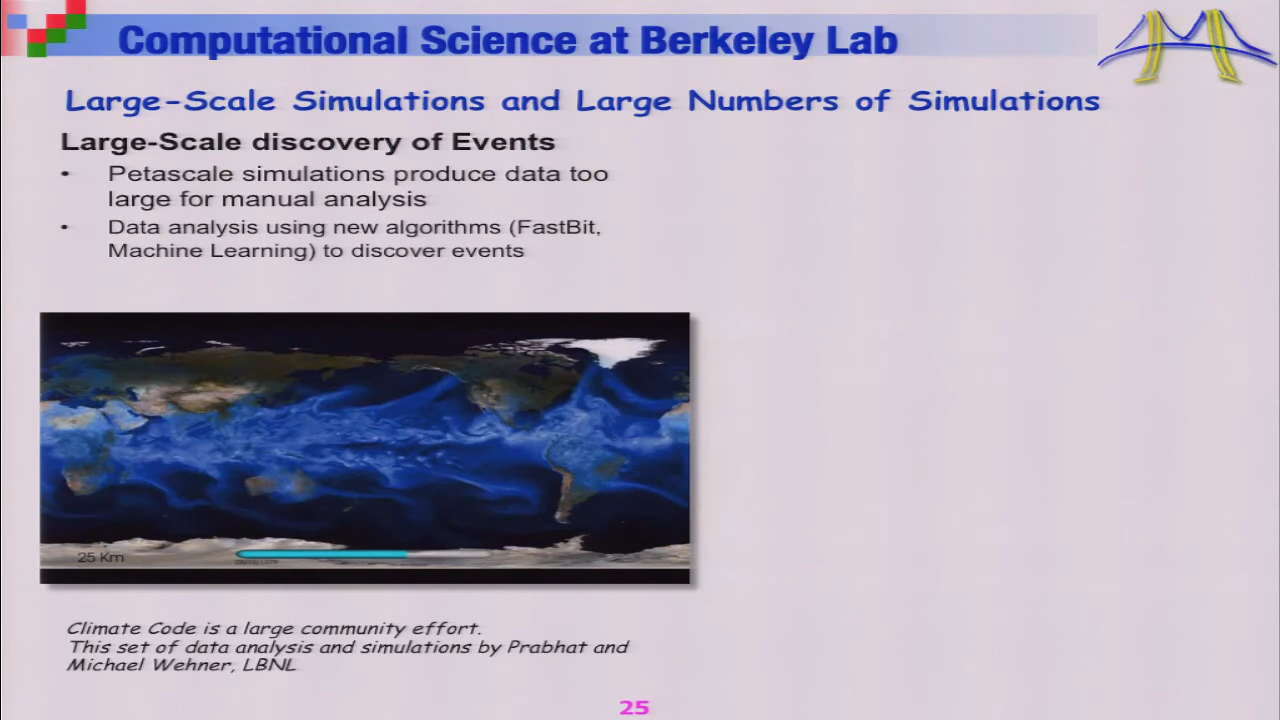 Computational Science at Berkeley Lab
Large-Scale Simulations and Large Numbers of Simulations
Large-Scale discovery of Events
• Petascale simulations produce data too
large for manual analysis
• Data analysis using new algorithms (FastBit,
Machine Learning) to discover events
25 Km
Climate Code is a large community effort.
This set of data analysis and simulations by Prabhat and
Michael Wehner, LBNL
25